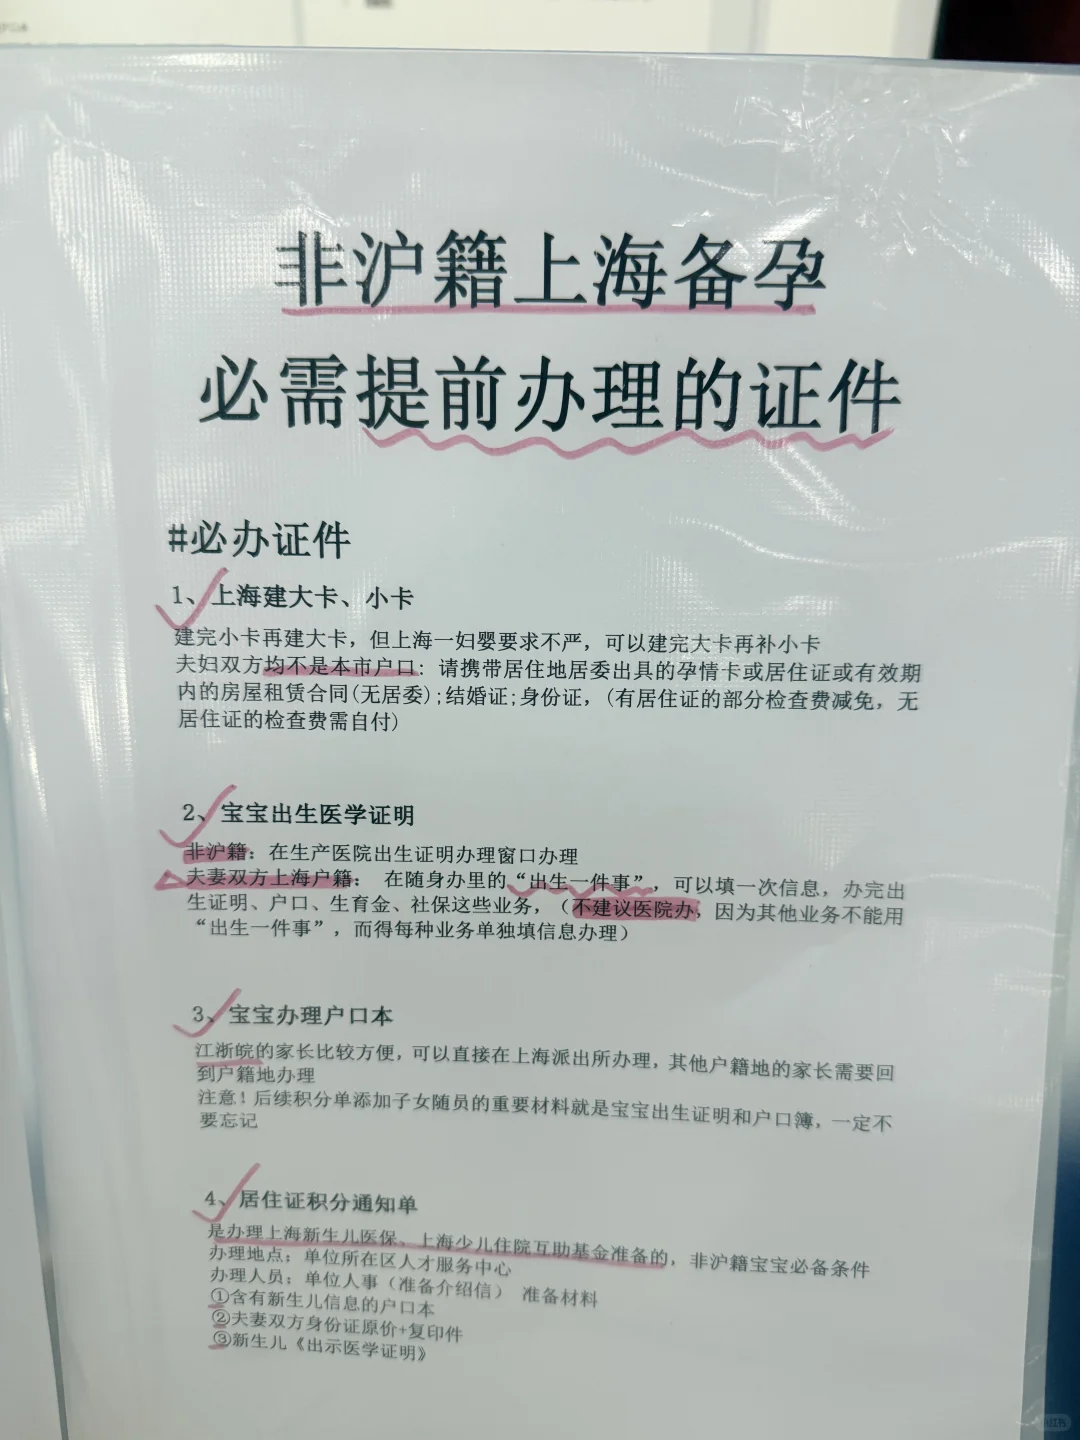 非沪籍上海备孕
必需提前办理的证件
#必办证件
1、上海建大卡、小卡
建完小卡再建大卡，但上海一妇婴要求不严，可以建完大卡再补小卡
夫妇双方均不是本市户口：请携带居住地居委出具的孕情卡或居住证或有效期
内的房屋租赁合同(无居委);结婚证;身份证，(有居住证的部分检查费减免，无
居住证的检查费需自付)
2、宝宝出生医学证明
非沪籍：在生产医院出生证明办理窗口办理
夫妻双方上海户籍： 在随身办里的“出生一件事”，可以填一次信息，办完出
生证明、户口、生育金、社保这些业务，（不建议医院办，因为其他业务不能用
“出生一件事”，而得每种业务单独填信息办理）
3、宝宝办理户口本
江浙皖的家长比较方便，可以直接在上海派出所办理，其他户籍地的家长需要回
到户籍地办理
注意！后续积分单添加子女随员的重要材料就是宝宝出生证明和户口簿，一定不
要忘记
4、居住证积分通知单
是办理上海新生儿医保、上海少儿住院互助基金准备的，非沪籍宝宝必备条件
办理地点：单位所在区人才服务中心
办理人员：单位人事（准备介绍信） 准备材料
①含有新生儿信息的户口本
②夫妻双方身份证原价+复印件
③新生儿《出示医学证明》
小红书